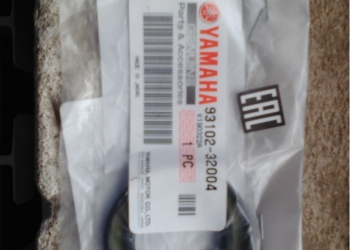 YAMAHA
Parts & Accessories
MADE IN JAPAN
93102-32004
1 PC
YAMAHA MOTOR CO., LTD.
EAC